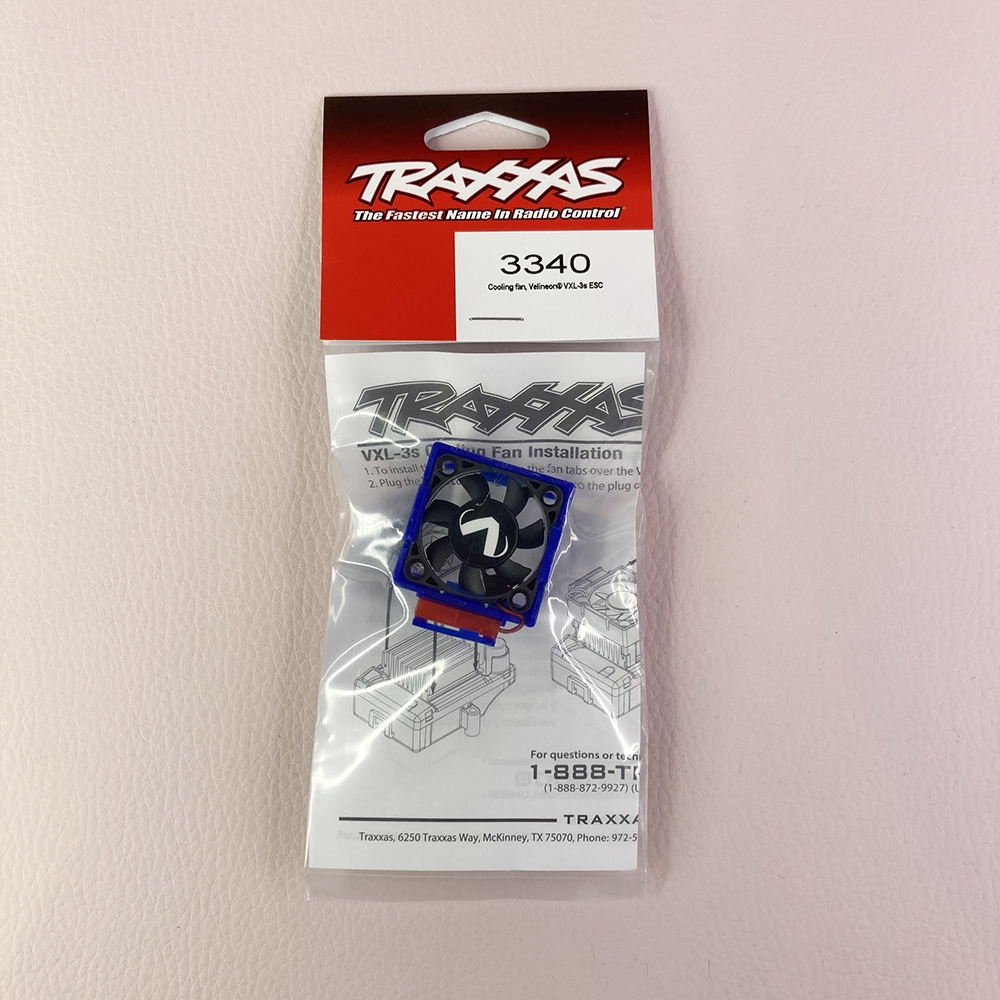 TRAXXAS
The Fastest Name In Radio Control
3340
Cooling fan, Velineon® VXL-3s ESC
TRAXXAS
VXL-3s Cooling Fan Installation
1. To install the fan tabs over the
2. Plug the to the plug
For questions or
1-888-
(1-888-872-9927)
Traxxas, 6250 Traxxas Way, McKinney, TX 75070, Phone: 972-5